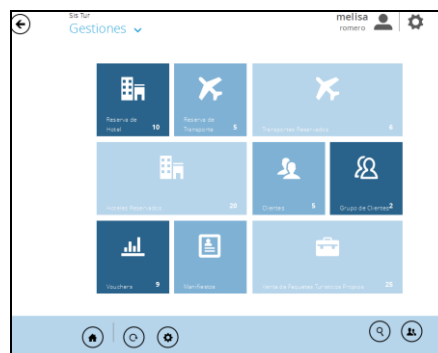 Sis Tur
Gestiones
melisa
romero
Reserva de
Hotel 10
Reserva de
Transporte 5
Transportes Reservados 6
Hoteles Reservados 20
Clientes 5
Grupo de Clientes 2
Vouchers 9
Manifiestos
Venta de Paquetes Turisticos Propios 25